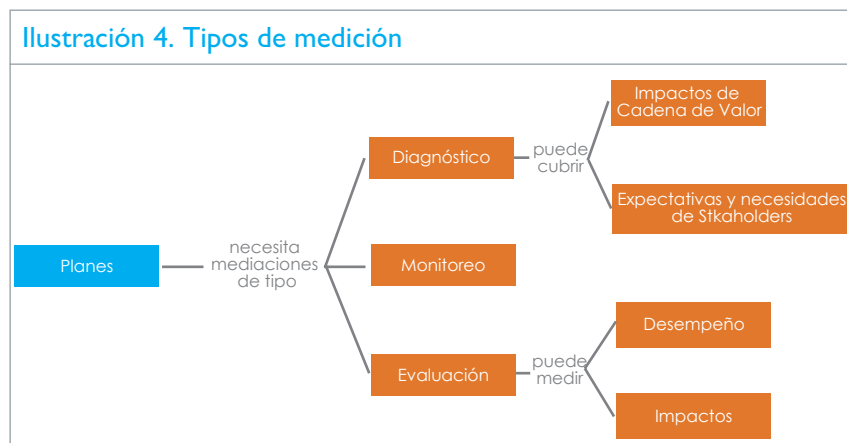 Ilustración 4. Tipos de medición
Impactos de
Cadena de Valor
Diagnóstico
puede
cubrir
Expectativas y necesidades
de Stkaholders
necesita
mediaciones
de tipo
Planes
Monitoreo
Desempeño
Evaluación
puede
medir
Impactos